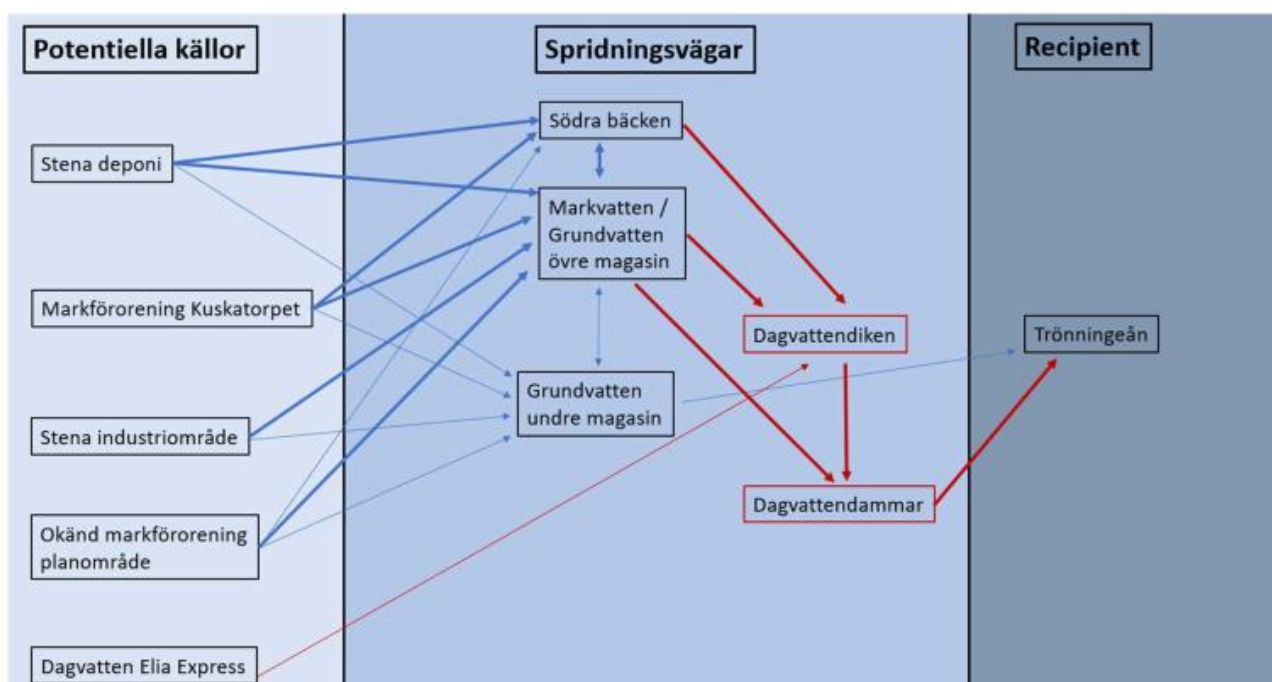 Potentiella källor
Spridningsvägar
Recipient
Stena deponi
Markförorening Kuskatorpet
Stena industriområde
Okänd markförorening
planområde
Dagvatten Elia Express
Södra bäcken
Markvatten /
Grundvatten
övre magasin
Grundvatten
undre magasin
Dagvattendiken
Dagvattendammar
Trönningeån